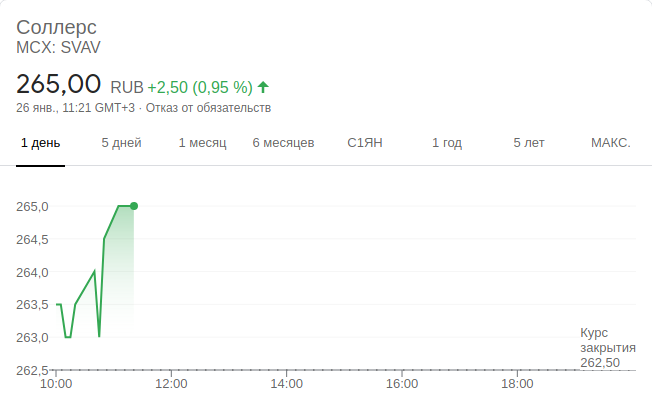 Соллерс
MCX: SVAV
265,00 RUB +2,50 (0,95 %)
26 янв., 11:21 GMT+3 · Отказ от обязательств
1 день 5 дней 1 месяц 6 месяцев С1ЯН 1 год 5 лет МАКС.
265,0
264,5
264,0
263,5
263,0
262,5
Курс
закрытия
262,50
10:00 12:00 14:00 16:00 18:00